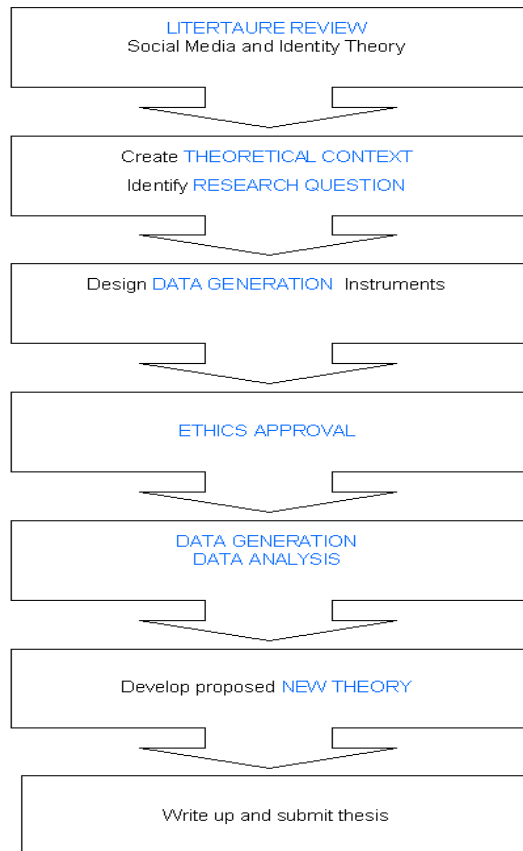 LITERTAURE REVIEW
Social Media and Identity Theory
Create THEORETICAL CONTEXT
Identify RESEARCH QUESTION
Design DATA GENERATION Instruments
ETHICS APPROVAL
DATA GENERATION
DATA ANALYSIS
Develop proposed NEW THEORY
Write up and submit thesis